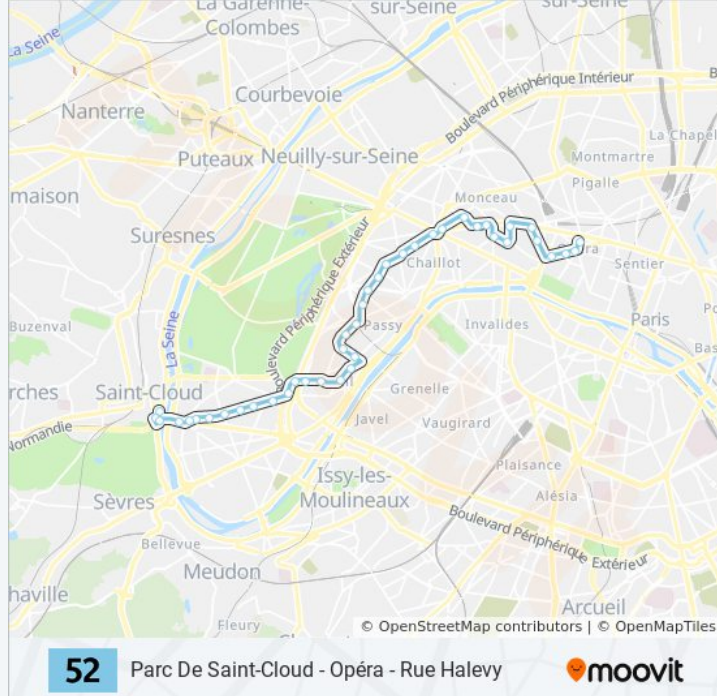 La Garenne-
Colombes
sur-Seine
sur-Seine
La Seine
Courbevoie
Boulevard Périphérique Intérieur
Nanterre
La Chapel
Puteaux
Neuilly-sur-Seine
Montmartre
Pigalle
maison
Monceau
Suresnes
Boulevard Périphérique Extérieur
Chaillot
ra
Sentier
Buzenval
La Seine
Passy
Invalides
Paris
Bas
rches
Saint-Cloud
Grenelle
Normandie
Javel
Vaugirard
Plaisance
Issy-les-
Moulineaux
Alésia
Sèvres
Boulevard Périphérique Extérieur
Bellevue
Meudon
haville
Arcueil
Fleury
© OpenStreetMap contributors | © OpenMapTiles
52
Parc De Saint-Cloud - Opéra - Rue Halevy
moovit